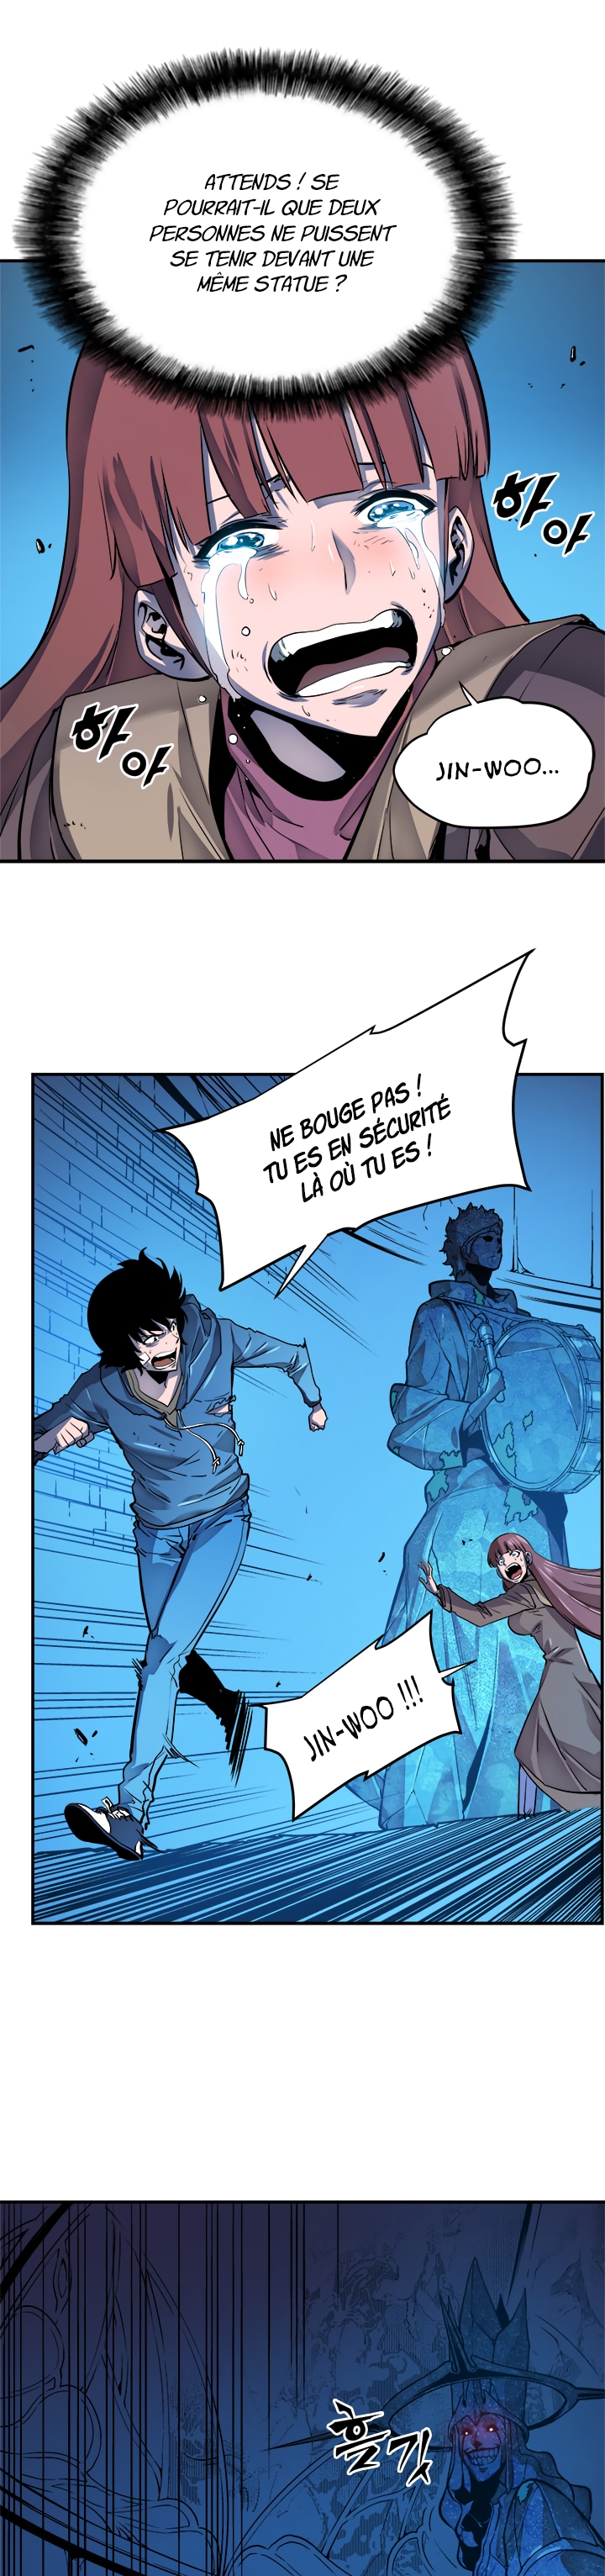 ATTENDS ! SE
POURRAIT-IL QUE DEUX
PERSONNES NE PUISSENT
SE TENIR DEVANT UNE
MÊME STATUE ?
하아
하아
JIN-WOO...
NE BOUGE PAS !
TU ES EN SÉCURITÉ
LÀ OÙ TU ES !
JIN-WOO !!!
흘깃